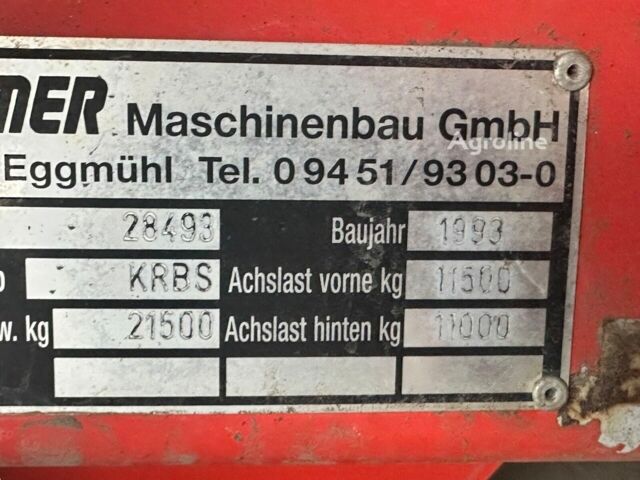 MER Maschinenbau GmbH
Agroline
Eggmühl Tel. 0 94 51/93 03-0
28493 Baujahr 1993
KRBS Achslast vorne kg 11500
w. kg 21500 Achslast hinten kg 11000